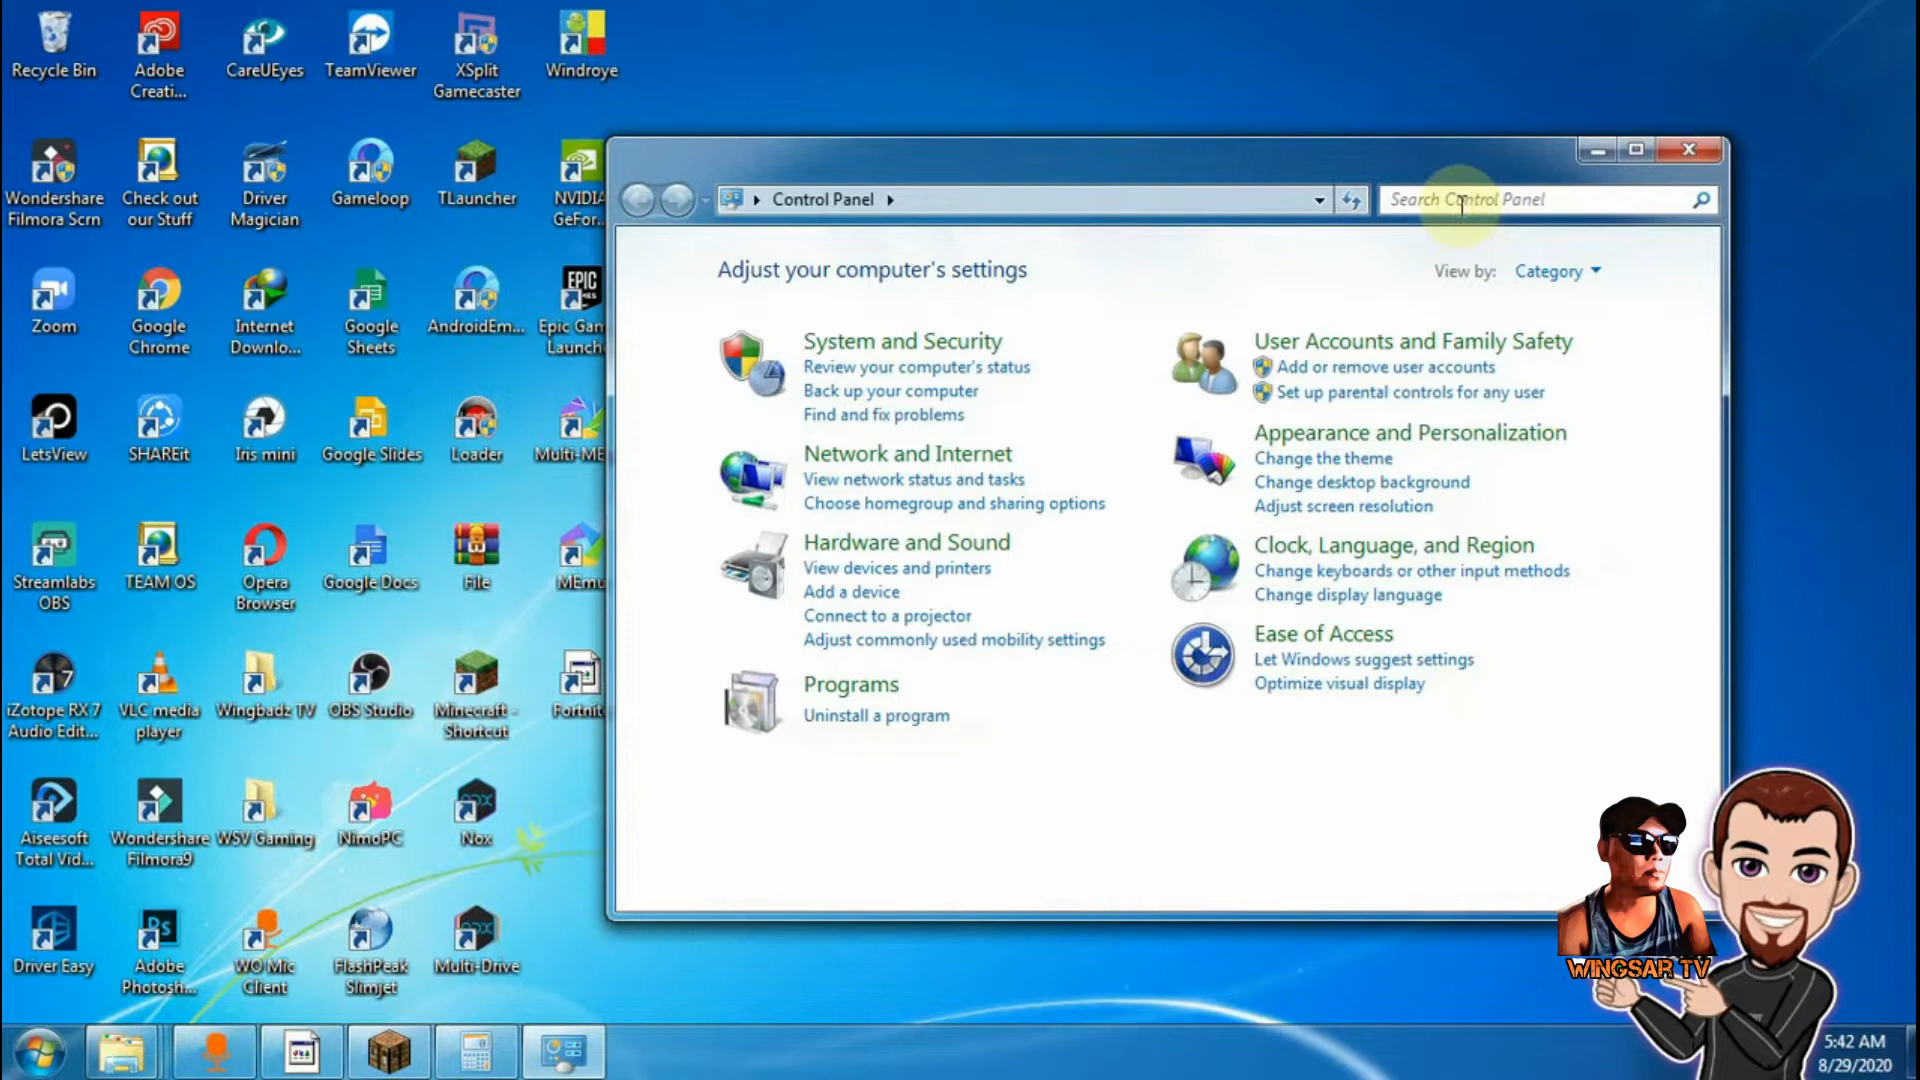 Recycle Bin
Adobe
Creati...
CareUEyes
TeamViewer
XSplit
Gamecaster
Windroye
Wondershare
Filmora Scrn
Check out
our Stuff
Driver
Magician
Gameloop
TLauncher
NVIDIA
GeFor...
Zoom
Google
Chrome
Internet
Downlo...
Google
Sheets
AndroidEm...
EPIC
Epic Gam
Launch
LetsView
SHAREit
Iris mini
Google Slides
Loader
Multi-ME
Streamlabs
OBS
TEAM OS
Opera
Browser
Google Docs
File
MEmu
iZotope RX 7
Audio Edit...
VLC media
player
Wingbadz TV
OBS Studio
Minecraft -
Shortcut
Fortnit
Aiseesoft
Total Vid...
Wondershare
Filmora9
WSV Gaming
NimoPC
Nox
Driver Easy
Adobe
Photosh...
WO Mic
Client
FlashPeak
Slimjet
Multi-Drive
Control Panel
Search Control Panel
Adjust your computer's settings
View by: Category
System and Security
Review your computer's status
Back up your computer
Find and fix problems
Network and Internet
View network status and tasks
Choose homegroup and sharing options
Hardware and Sound
View devices and printers
Add a device
Connect to a projector
Adjust commonly used mobility settings
Programs
Uninstall a program
User Accounts and Family Safety
Add or remove user accounts
Set up parental controls for any user
Appearance and Personalization
Change the theme
Change desktop background
Adjust screen resolution
Clock, Language, and Region
Change keyboards or other input methods
Change display language
Ease of Access
Let Windows suggest settings
Optimize visual display
WINGSAR TV
5:42 AM
8/29/2020